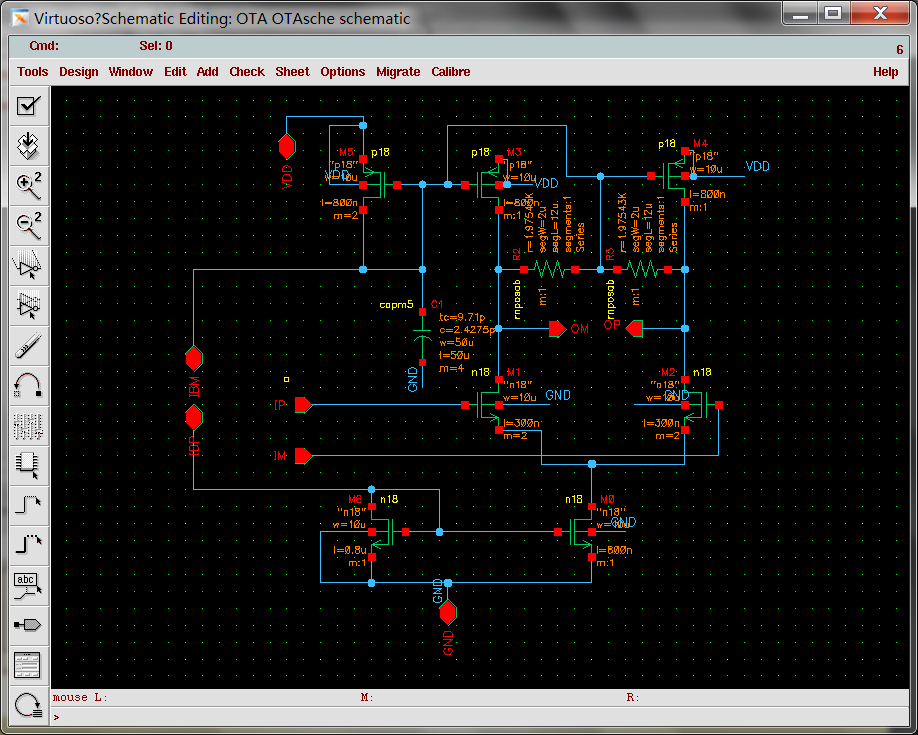 Virtuoso?Schematic Editing: OTA OTAsche schematic
Cmd: Sel: 0
6
Tools Design Window Edit Add Check Sheet Options Migrate Calibre Help
M5
p18
"p18"
w=10u
VDD
l=800n
m=2
VDD
p18
M3
"p18"
w=10u
VDD
l=800n
m:1
p18
M4
"p18"
w=10u
VDD
l=800n
m:1
R2
rnposab
r=1.97543K
segW=2u
segL=12u
segments:1
Series
m:1
R3
rnposab
r=1.97543K
segW=2u
segL=12u
segments:1
Series
m:1
OM
OP
capm5
C1
tc=9.71p
c=2.4275p
w=50u
l=50u
m=4
GND
IBM
IP
IM
n18
M1
"n18"
w=10u
GND
l=300n
m=2
M2
n18
"n18"
w=10u
GND
l=300n
m=2
n18
"n18"
w=10u
l=0.8u
m:1
n18
M0
"n18"
w=10u
GND
l=800n
m:1
GND
GND
abc
mouse L: M: R:
>